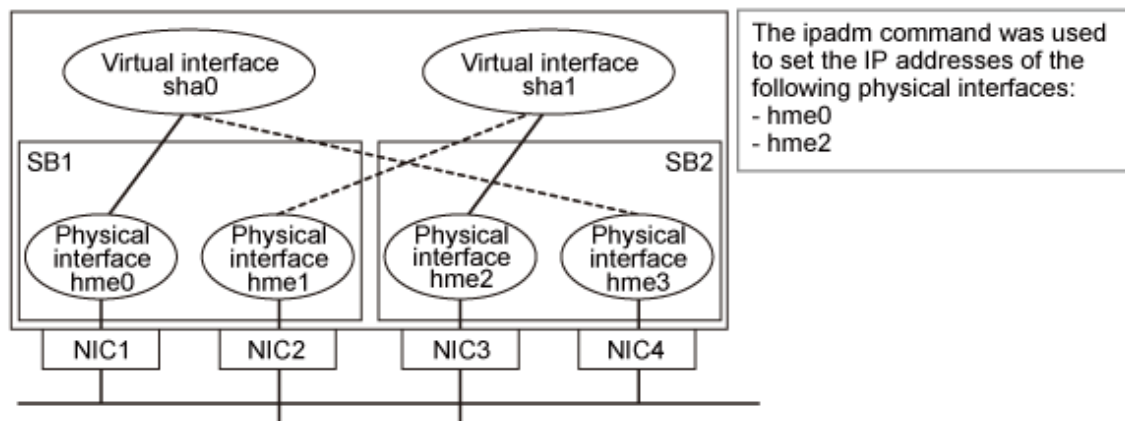 Virtual interface
sha0
Virtual interface
sha1
The ipadm command was used
to set the IP addresses of the
following physical interfaces:
- hme0
- hme2
SB1
SB2
Physical
interface
hme0
Physical
interface
hme1
Physical
interface
hme2
Physical
interface
hme3
NIC1
NIC2
NIC3
NIC4